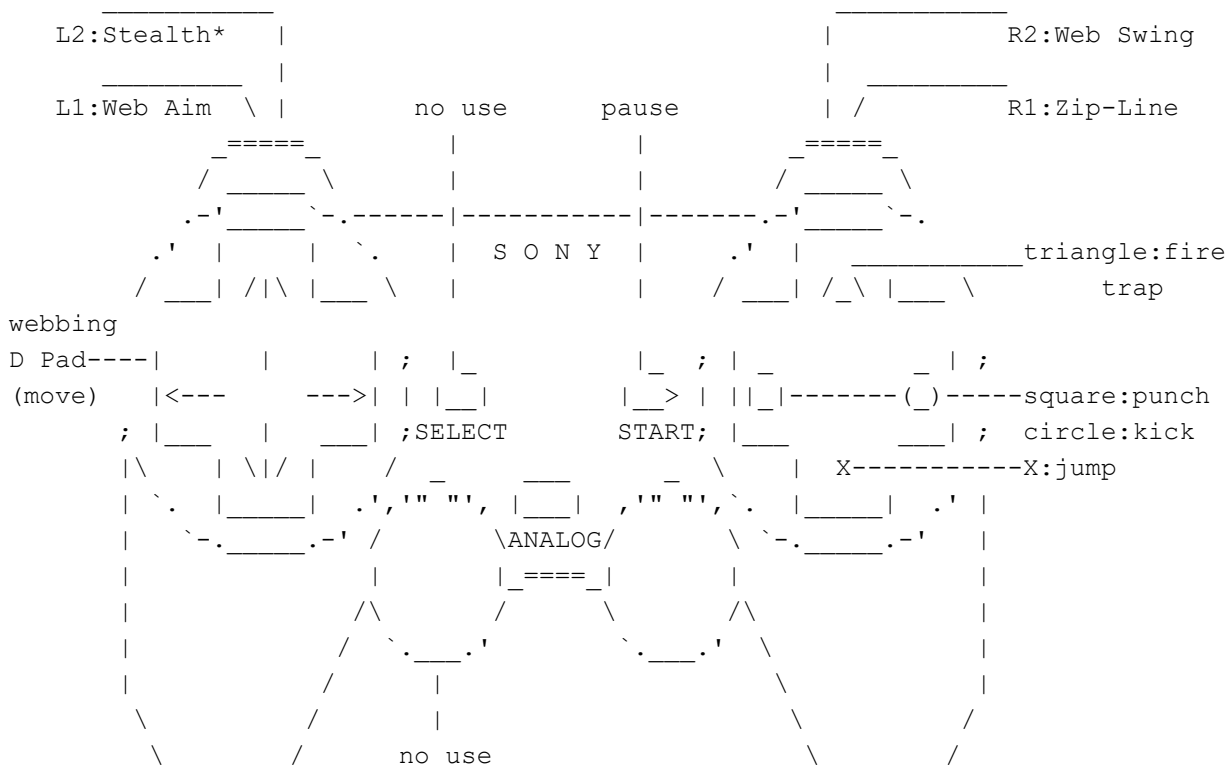 L2:Stealth* R2:Web Swing
L1:Web Aim no use pause R1:Zip-Line
S O N Y triangle:fire
trap
webbing
D Pad
(move) square:punch
SELECT START circle:kick
X X:jump
ANALOG
no use